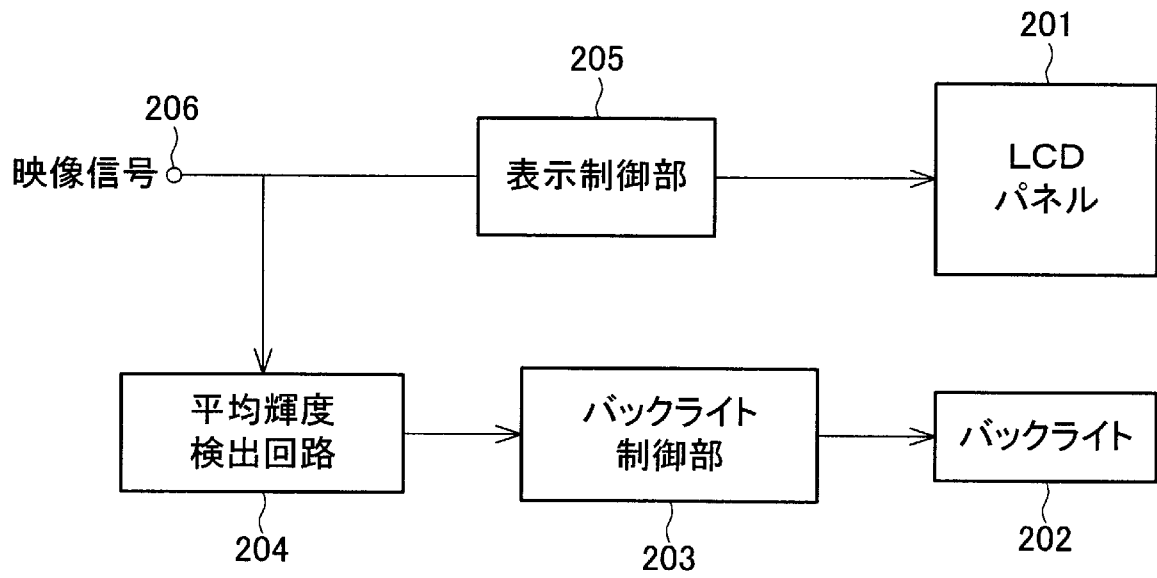 201
205
206
映像信号
表示制御部
LCD
パネル
平均輝度
検出回路
バックライト
制御部
バックライト
204
203
202